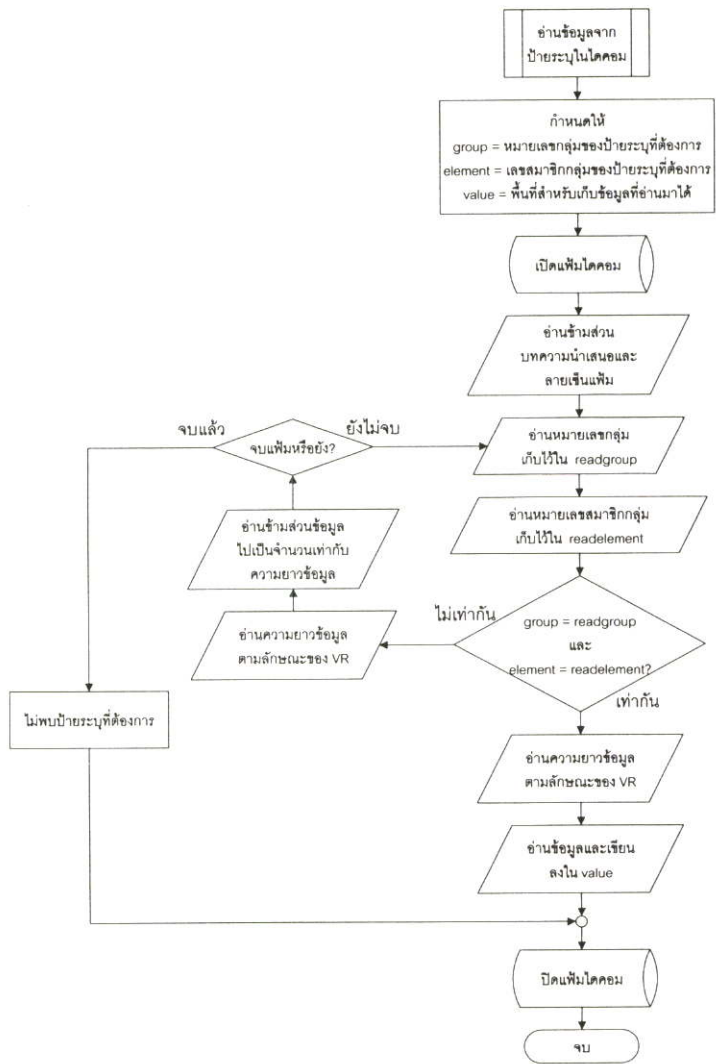 อ่านข้อมูลจาก
ป้ายระบุในไดคอม
กำหนดให้
group = หมายเลขกลุ่มของป้ายระบุที่ต้องการ
element = เลขสมาชิกกลุ่มของป้ายระบุที่ต้องการ
value = พื้นที่สำหรับเก็บข้อมูลที่อ่านมาได้
เปิดแฟ้มไดคอม
อ่านข้ามส่วน
บทความนำเสนอและ
ลายเซ็นแฟ้ม
จบแล้ว
ยังไม่จบ
จบแฟ้มหรือยัง?
อ่านหมายเลขกลุ่ม
เก็บไว้ใน readgroup
อ่านข้ามส่วนข้อมูล
ไปเป็นจำนวนเท่ากับ
ความยาวข้อมูล
อ่านหมายเลขสมาชิกกลุ่ม
เก็บไว้ใน readelement
ไม่เท่ากัน
group = readgroup
และ
element = readelement?
อ่านความยาวข้อมูล
ตามลักษณะของ VR
เท่ากัน
ไม่พบป้ายระบุที่ต้องการ
อ่านความยาวข้อมูล
ตามลักษณะของ VR
อ่านข้อมูลและเขียน
ลงใน value
ปิดแฟ้มไดคอม
จบ